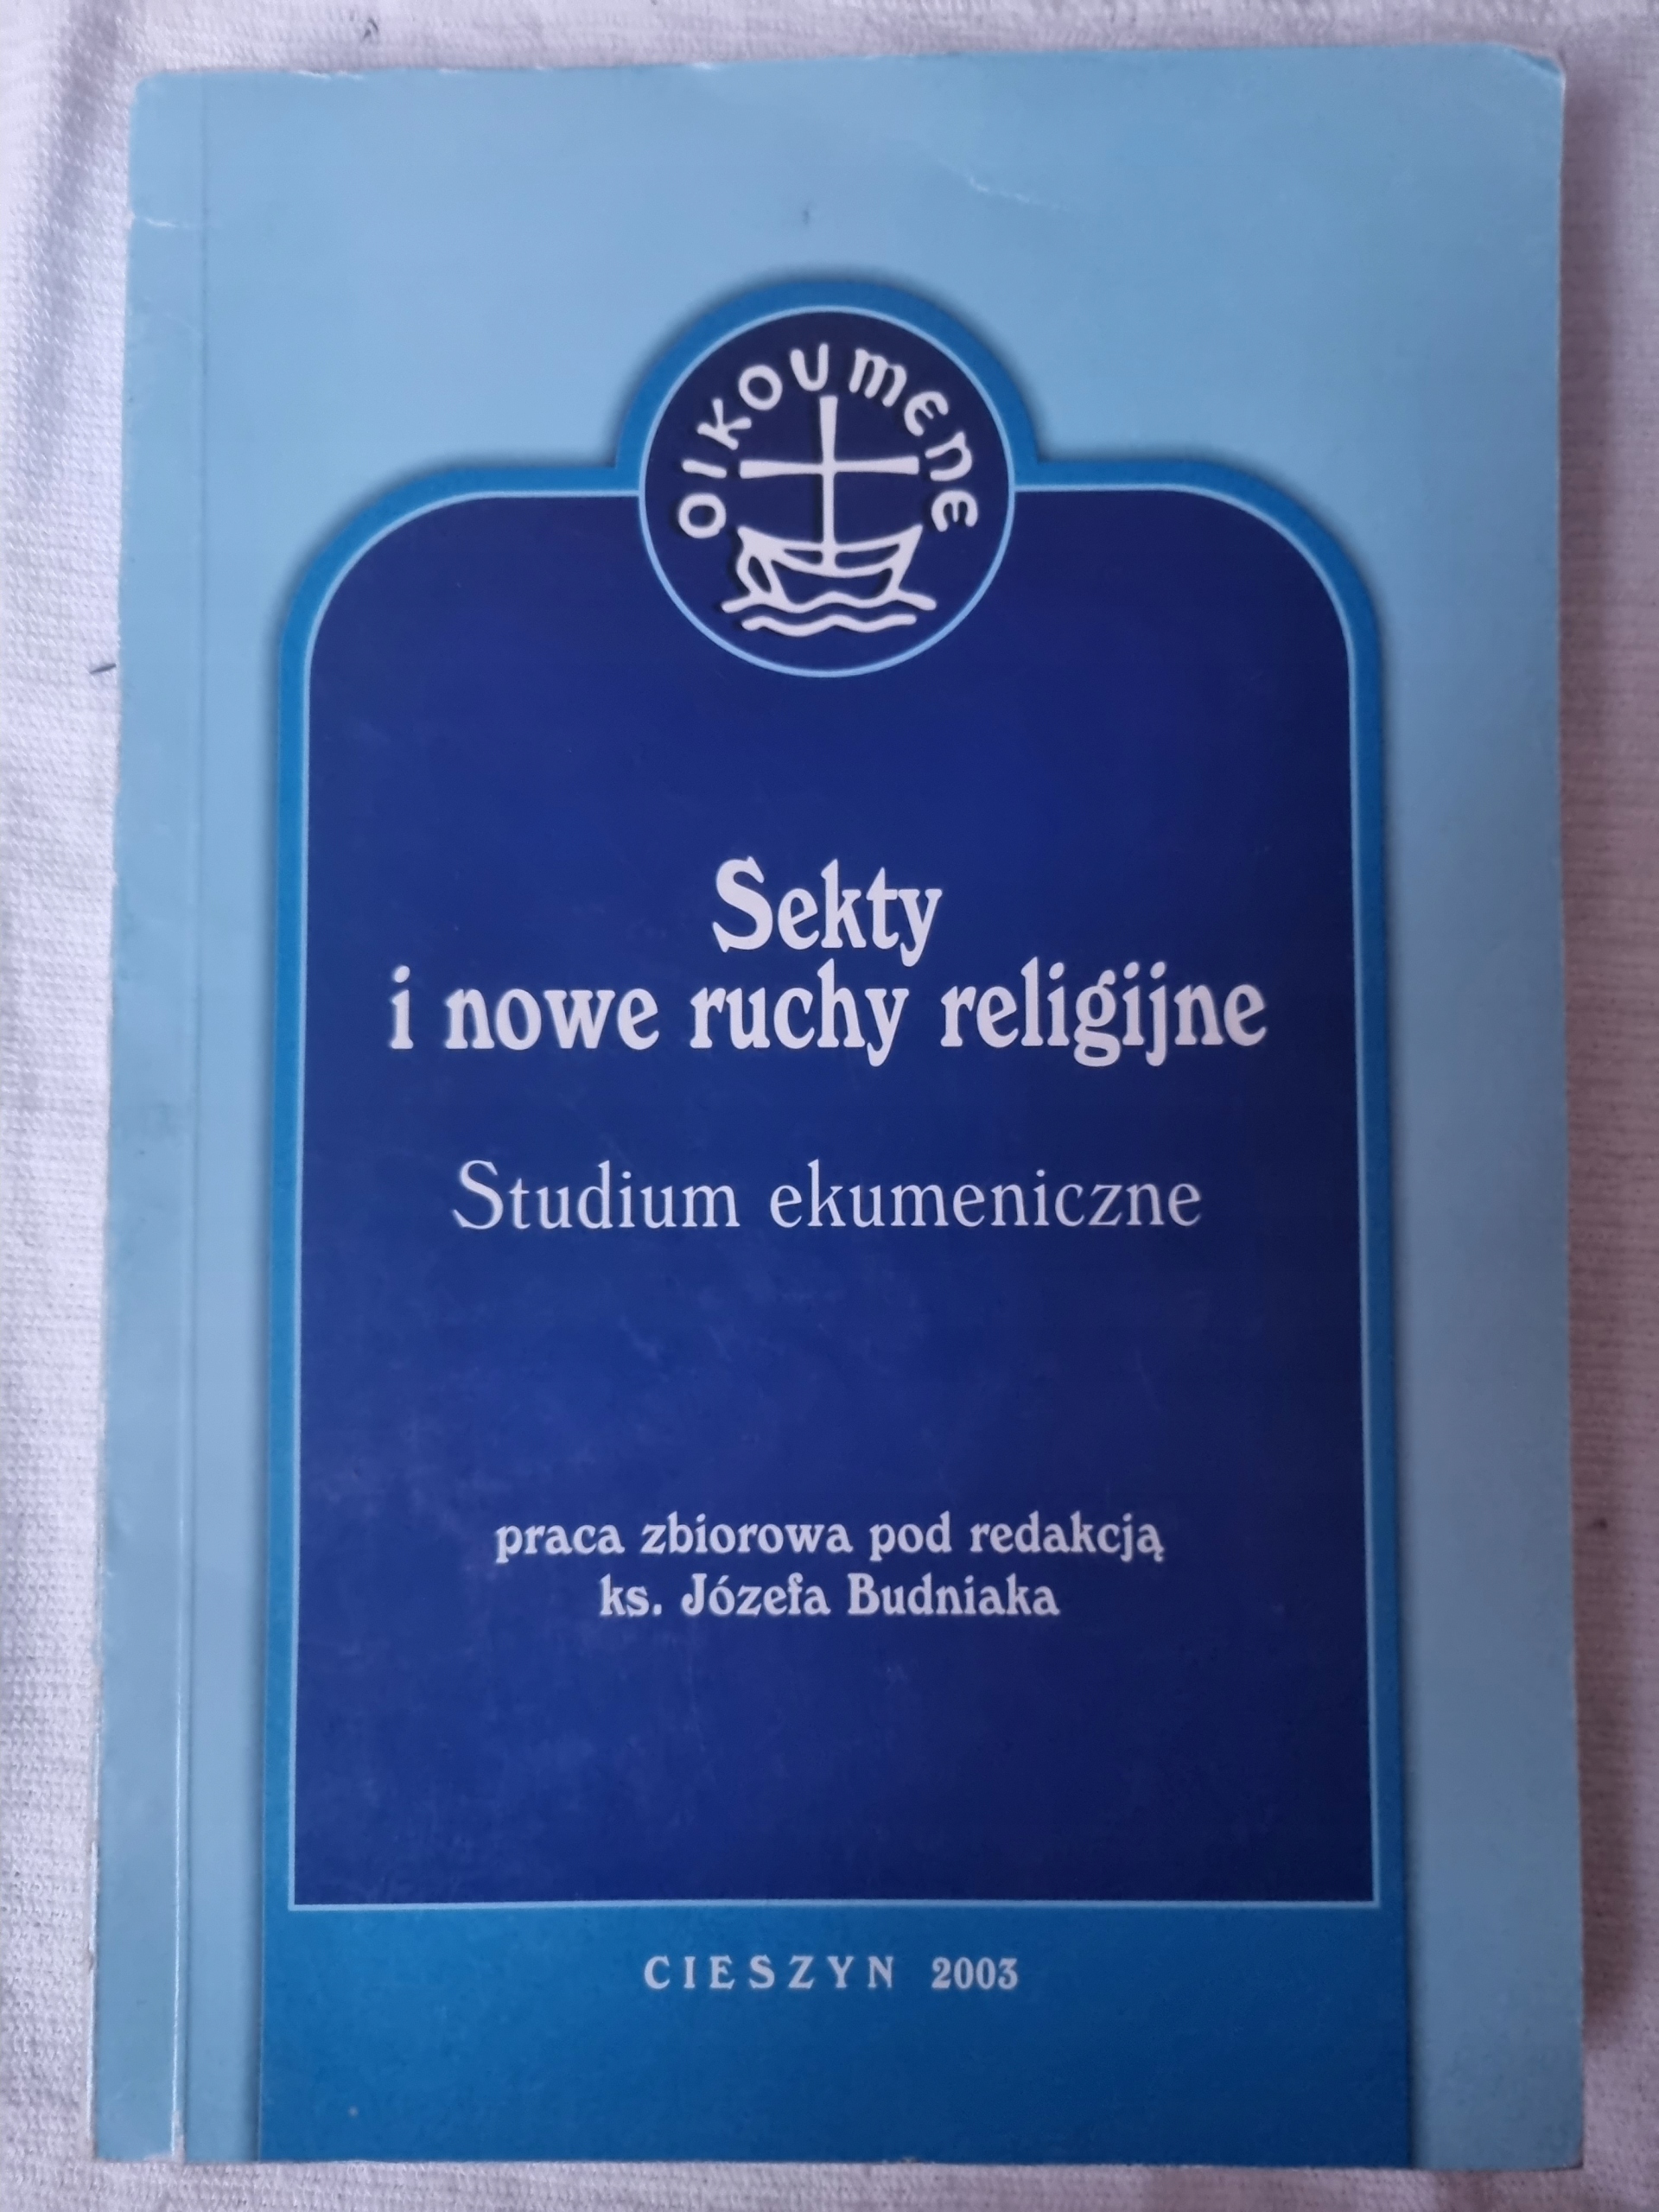 OIKOUMENE
Sekty
i nowe ruchy religijne
Studium ekumeniczne
praca zbiorowa pod redakcją
ks. Józefa Budniaka
CIESZYN 2003